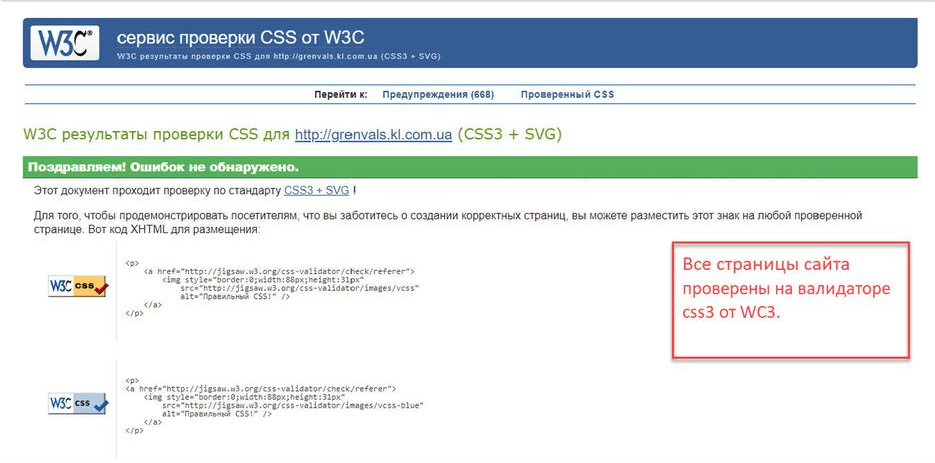 W3C®
сервис проверки CSS от W3C
W3C результаты проверки CSS для http://grenvals.kl.com.ua (CSS3 + SVG)
Перейти к: Предупреждения (668) Проверенный CSS
W3C результаты проверки CSS для http://grenvals.kl.com.ua (CSS3 + SVG)
Поздравляем! Ошибок не обнаружено.
Этот документ проходит проверку по стандарту CSS3 + SVG !
Для того, чтобы продемонстрировать посетителям, что вы заботитесь о создании корректных страниц, вы можете разместить этот знак на любой проверенной
странице. Вот код XHTML для размещения:
W3C css
<p>
<a href="http://jigsaw.w3.org/css-validator/check/referer">
<img style="border:0;width:88px;height:31px"
src="http://jigsaw.w3.org/css-validator/images/vcss"
alt="Правильный CSS!" />
</a>
</p>
Все страницы сайта
проверены на валидаторе
css3 от WC3.
W3C css
<p>
<a href="http://jigsaw.w3.org/css-validator/check/referer">
<img style="border:0;width:88px;height:31px"
src="http://jigsaw.w3.org/css-validator/images/vcss-blue"
alt="Правильный CSS!" />
</a>
</p>